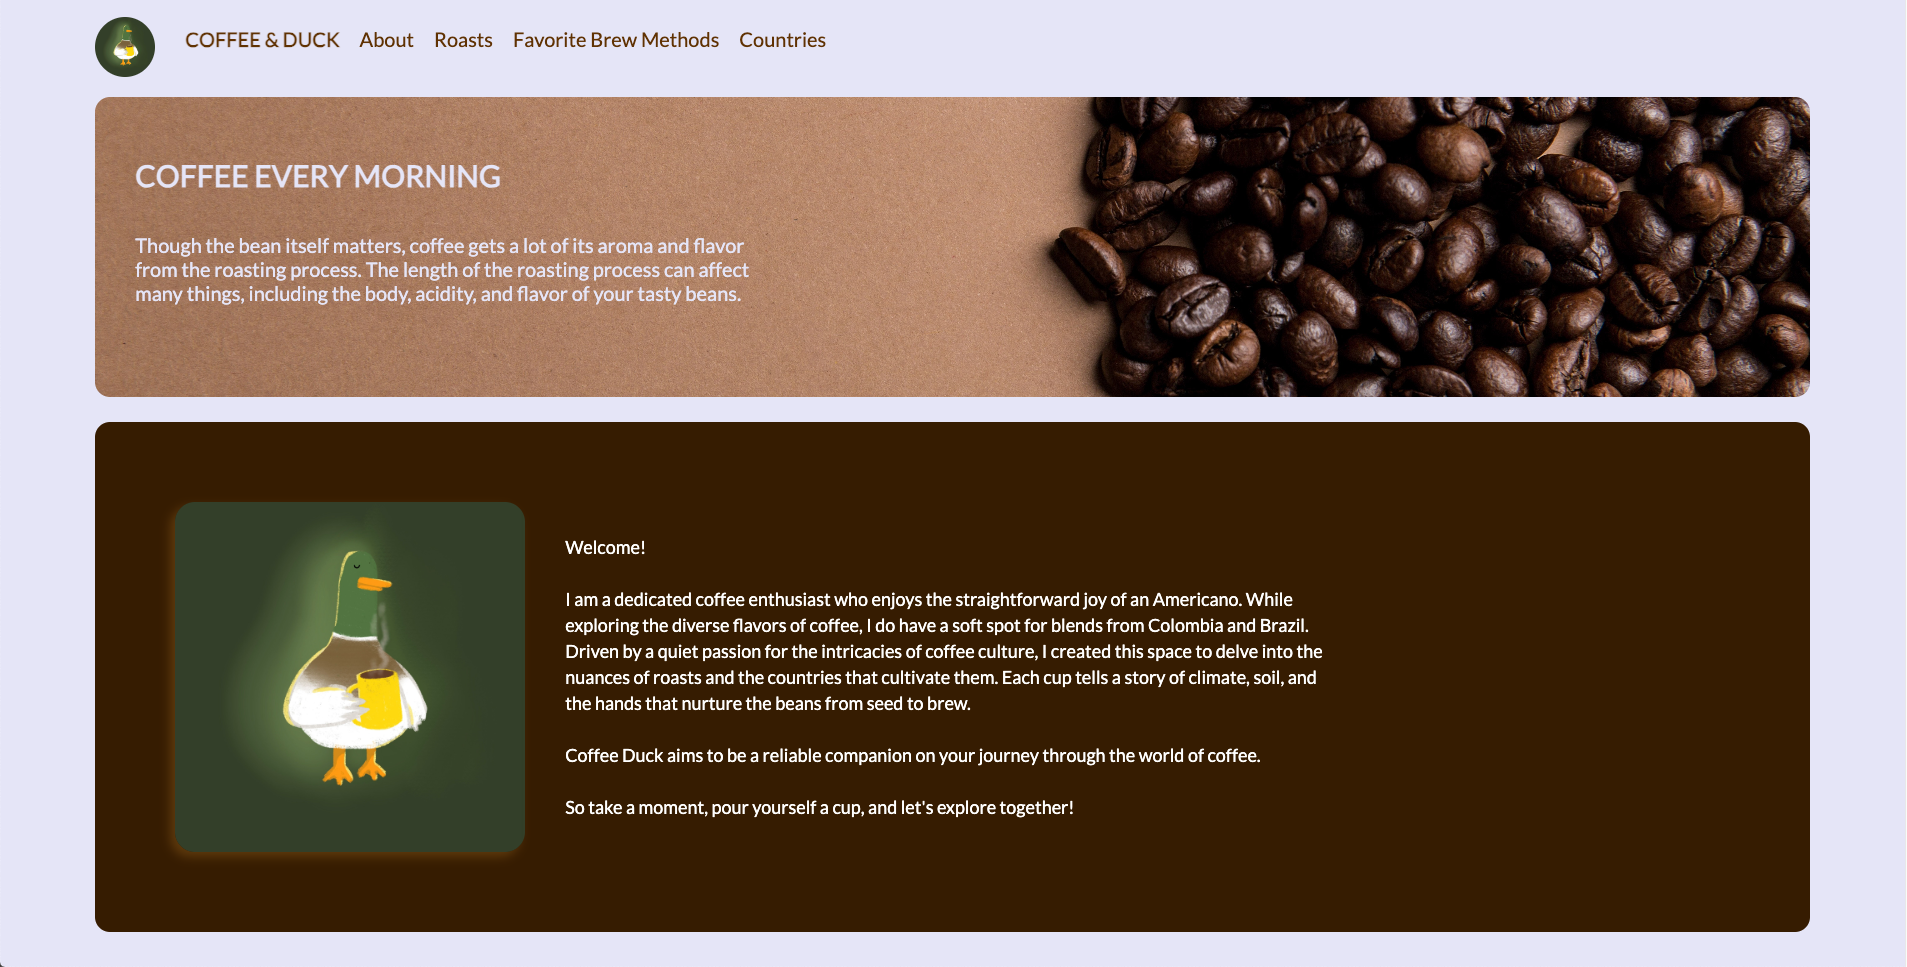 COFFEE & DUCK About Roasts Favorite Brew Methods Countries
COFFEE EVERY MORNING
Though the bean itself matters, coffee gets a lot of its aroma and flavor
from the roasting process. The length of the roasting process can affect
many things, including the body, acidity, and flavor of your tasty beans.
Welcome!
I am a dedicated coffee enthusiast who enjoys the straightforward joy of an Americano. While
exploring the diverse flavors of coffee, I do have a soft spot for blends from Colombia and Brazil.
Driven by a quiet passion for the intricacies of coffee culture, I created this space to delve into the
nuances of roasts and the countries that cultivate them. Each cup tells a story of climate, soil, and
the hands that nurture the beans from seed to brew.
Coffee Duck aims to be a reliable companion on your journey through the world of coffee.
So take a moment, pour yourself a cup, and let's explore together!